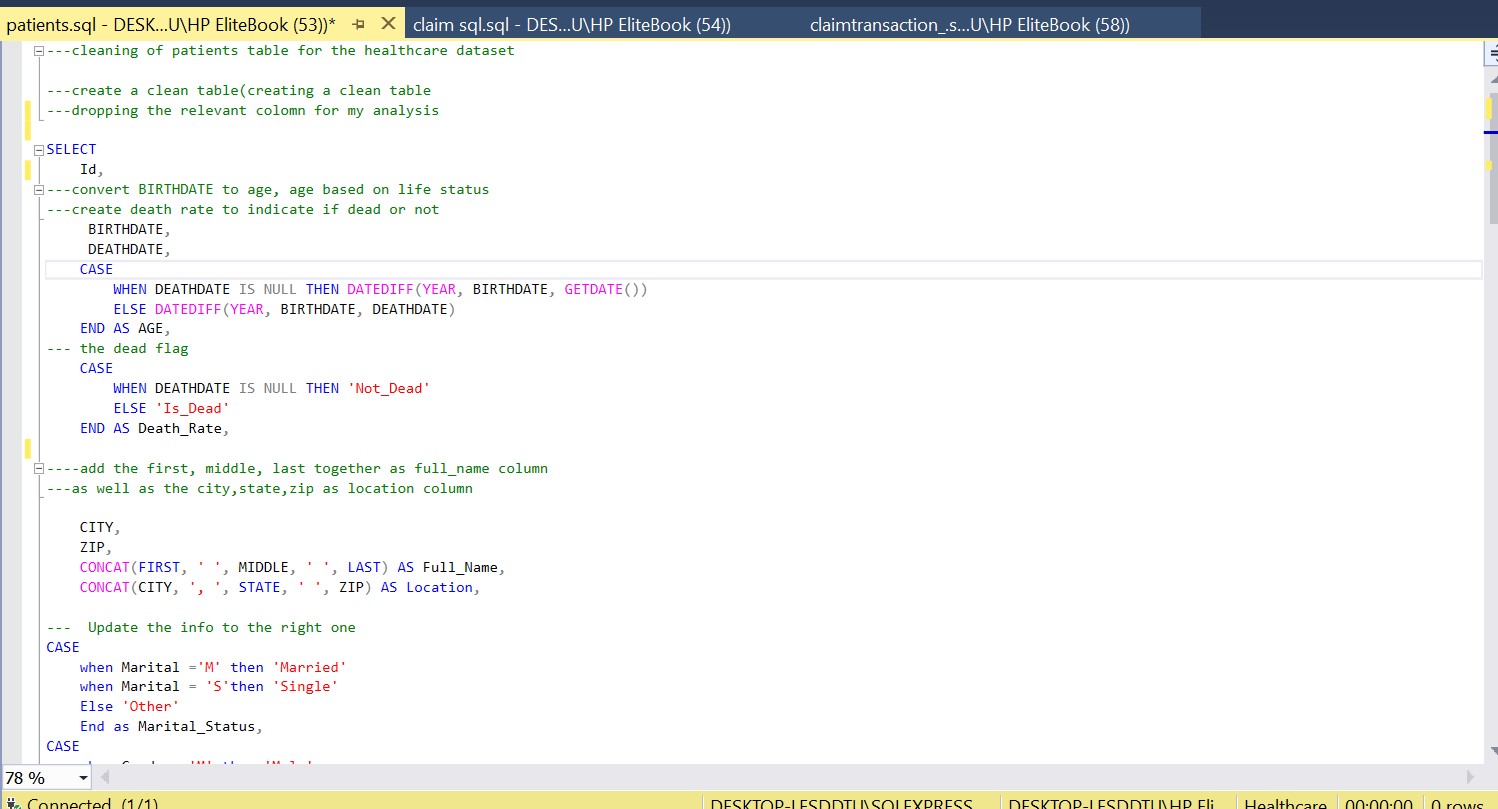 patients.sql - DESK...U\HP EliteBook (53))* claim sql.sql - DES...U\HP EliteBook (54)) claimtransaction_.s...U\HP EliteBook (58))
---cleaning of patients table for the healthcare dataset
---create a clean table(creating a clean table
---dropping the relevant colomn for my analysis
SELECT
Id,
---convert BIRTHDATE to age, age based on life status
---create death rate to indicate if dead or not
BIRTHDATE,
DEATHDATE,
CASE
WHEN DEATHDATE IS NULL THEN DATEDIFF(YEAR, BIRTHDATE, GETDATE())
ELSE DATEDIFF(YEAR, BIRTHDATE, DEATHDATE)
END AS AGE,
--- the dead flag
CASE
WHEN DEATHDATE IS NULL THEN 'Not_Dead'
ELSE 'Is_Dead'
END AS Death_Rate,
----add the first, middle, last together as full_name column
---as well as the city,state,zip as location column
CITY,
ZIP,
CONCAT(FIRST, ' ', MIDDLE, ' ', LAST) AS Full_Name,
CONCAT(CITY, ', ', STATE, ' ', ZIP) AS Location,
---  Update the info to the right one
CASE
when Marital ='M' then 'Married'
when Marital = 'S'then 'Single'
Else 'Other'
End as Marital_Status,
CASE
78 %
Connected. (1/1) Healthcare 00:00:00 0 rows